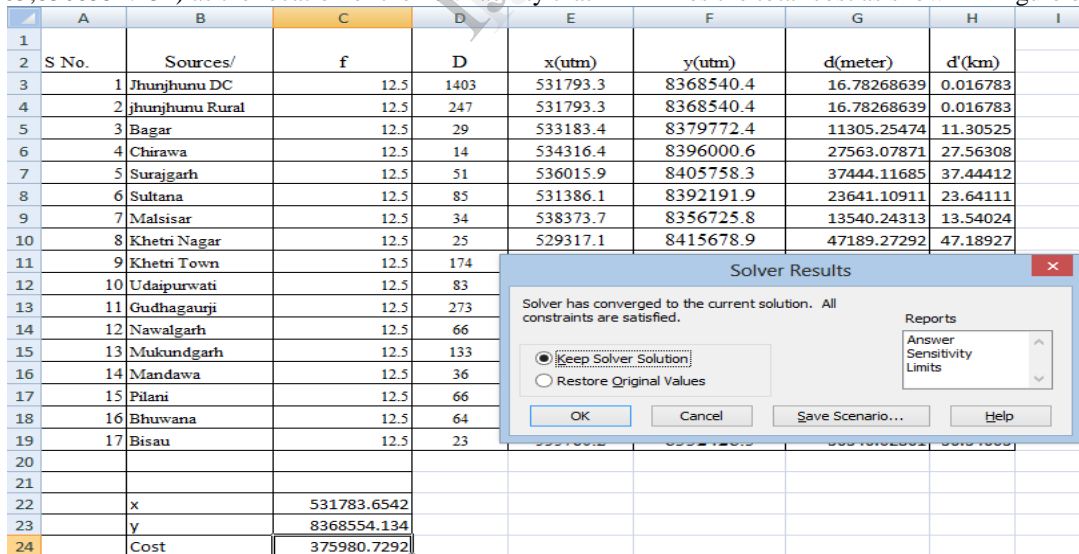 A B C D E F G H I
1
2 S No. Sources/ f D x(utm) y(utm) d(meter) d'(km)
3 1 Jhunjhunu DC 12.5 1403 531793.3 8368540.4 16.78268639 0.016783
4 2 jhunjhunu Rural 12.5 247 531793.3 8368540.4 16.78268639 0.016783
5 3 Bagar 12.5 29 533183.4 8379772.4 11305.25474 11.30525
6 4 Chirawa 12.5 14 534316.4 8396000.6 27563.07871 27.56308
7 5 Surajgarh 12.5 51 536015.9 8405758.3 37444.11685 37.44412
8 6 Sultana 12.5 85 531386.1 8392191.9 23641.10911 23.64111
9 7 Malsisar 12.5 34 538373.7 8356725.8 13540.24313 13.54024
10 8 Khetri Nagar 12.5 25 529317.1 8415678.9 47189.27292 47.18927
11 9 Khetri Town 12.5 174
12 10 Udaipurwati 12.5 83
13 11 Gudhagaurji 12.5 273
14 12 Nawalgarh 12.5 66
15 13 Mukundgarh 12.5 133
16 14 Mandawa 12.5 36
17 15 Pilani 12.5 66
18 16 Bhuwana 12.5 64
19 17 Bisau 12.5 23
20
21
22 x 531783.6542
23 y 8368554.134
24 Cost 375980.7292
Solver Results
Solver has converged to the current solution. All
constraints are satisfied.
Reports
Answer
Sensitivity
Limits
Keep Solver Solution
Restore Original Values
OK Cancel Save Scenario... Help